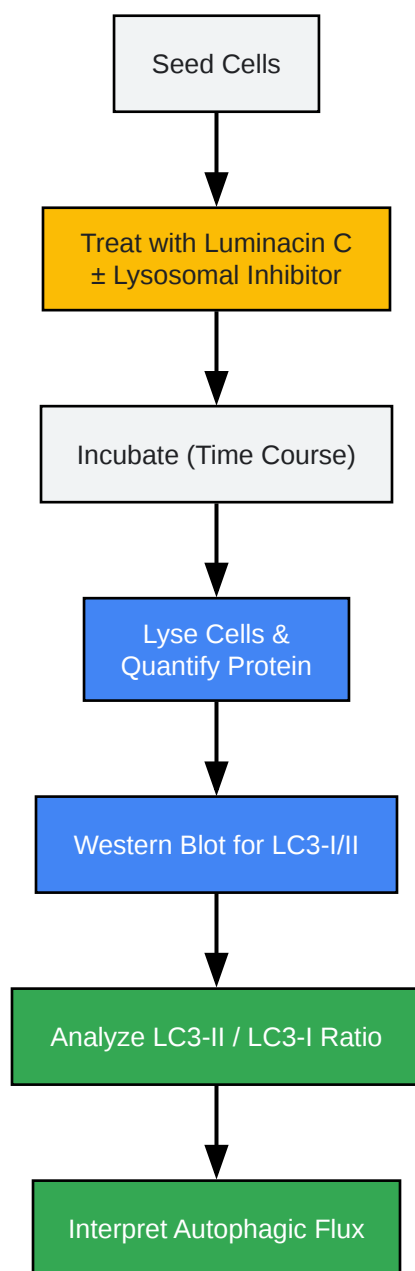 Seed Cells
Treat with Luminacin C
± Lysosomal Inhibitor
Incubate (Time Course)
Lyse Cells &
Quantify Protein
Western Blot for LC3-I/II
Analyze LC3-II / LC3-I Ratio
Interpret Autophagic Flux